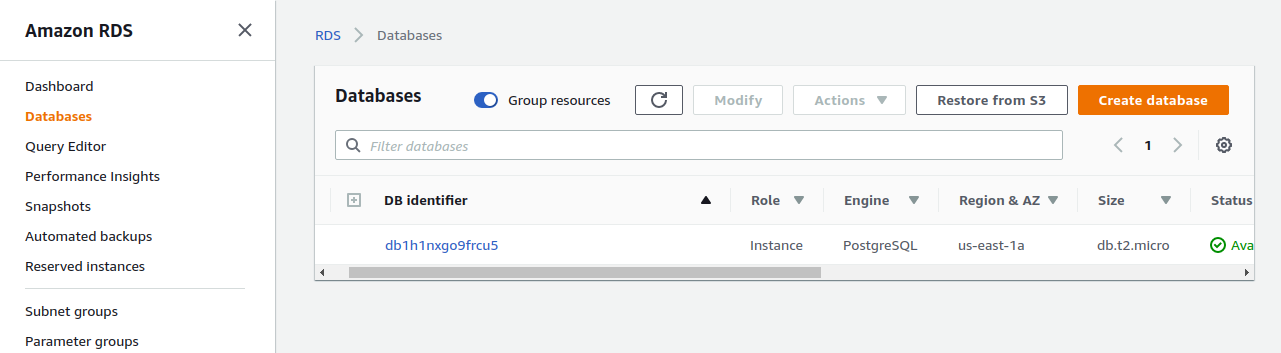 Amazon RDS
Dashboard
Databases
Query Editor
Performance Insights
Snapshots
Automated backups
Reserved instances
Subnet groups
Parameter groups
RDS Databases
Databases Group resources Modify Actions Restore from S3 Create database
Filter databases 1
DB identifier Role Engine Region & AZ Size Status
db1h1nxgo9frcu5 Instance PostgreSQL us-east-1a db.t2.micro Ava